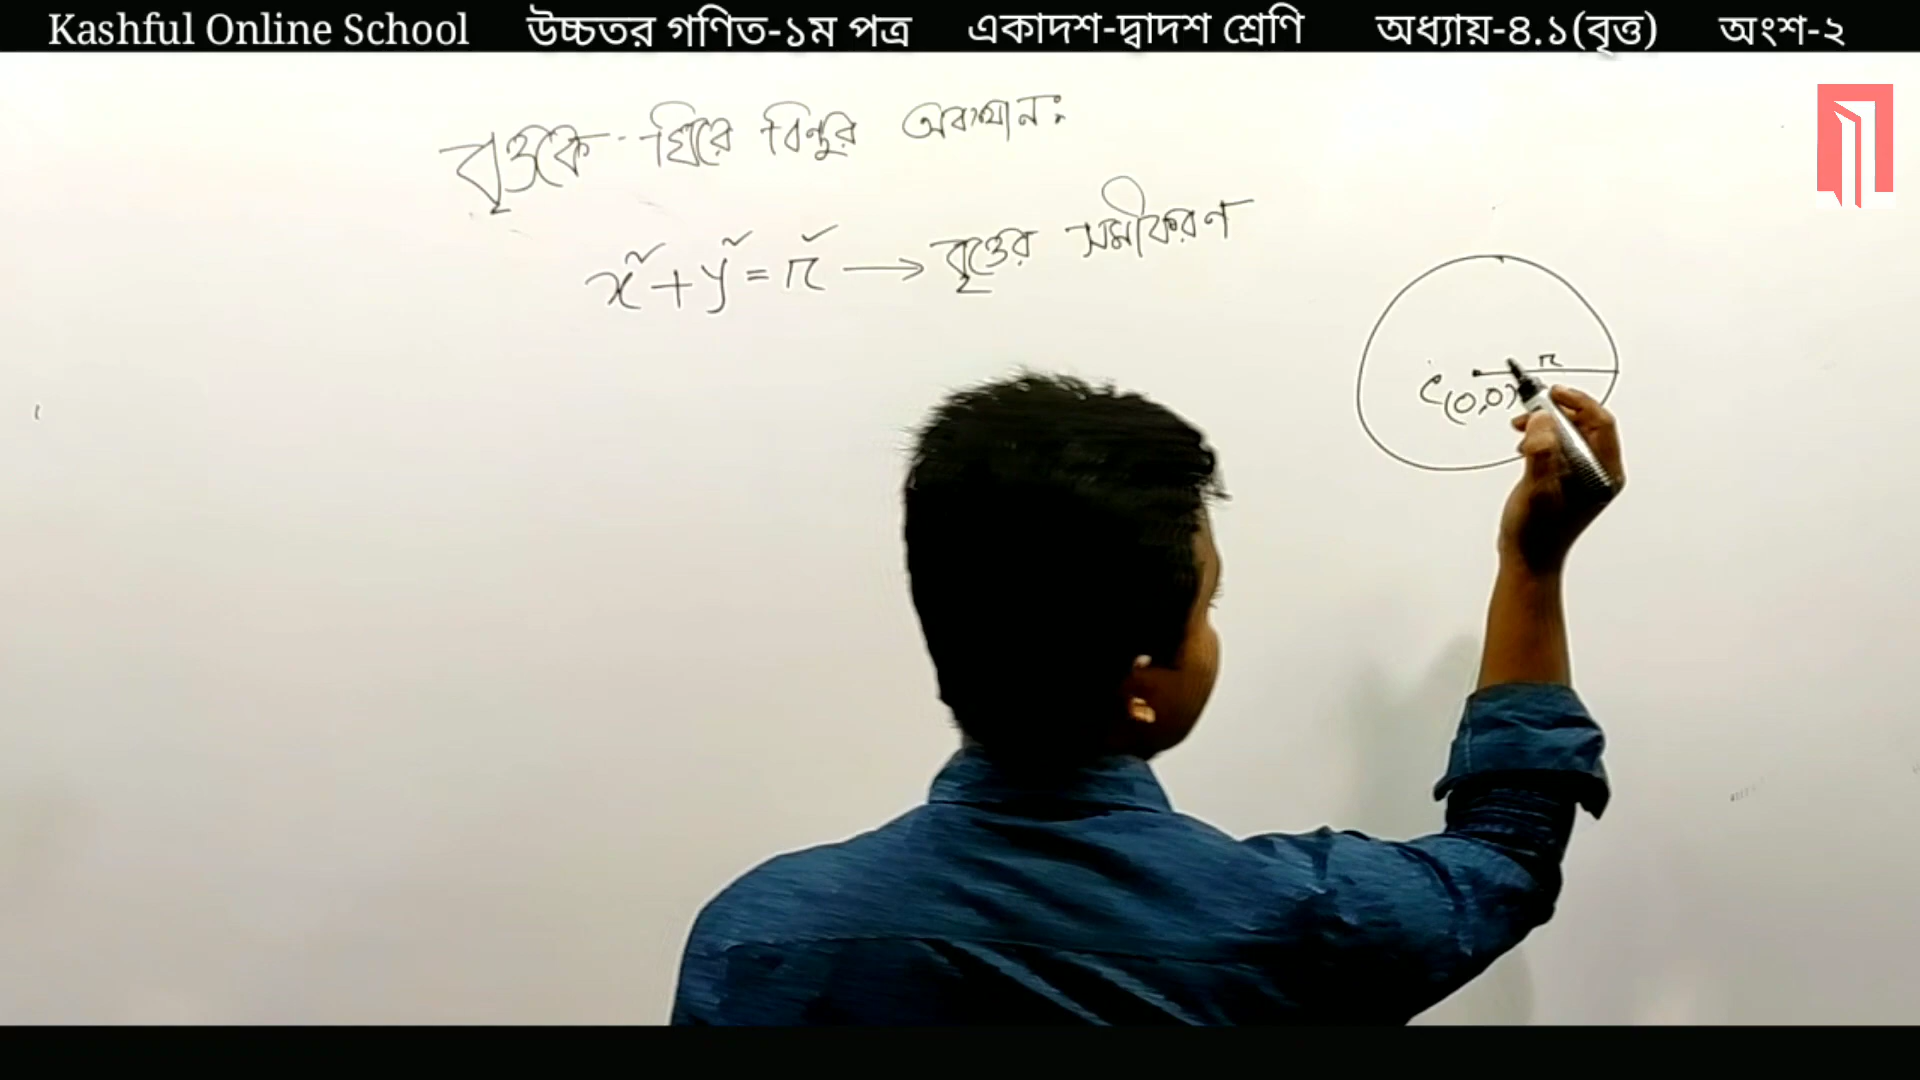 Kashful Online School উচ্চতর গণিত-১ম পত্র একাদশ-দ্বাদশ শ্রেণি অধ্যায়-৪.১(বৃত্ত) অংশ-২
বৃত্তকে ঘিরে বিন্দুর অবস্থান:
x² + y² = r² → বৃত্তের সমীকরণ
r
C(0,0)